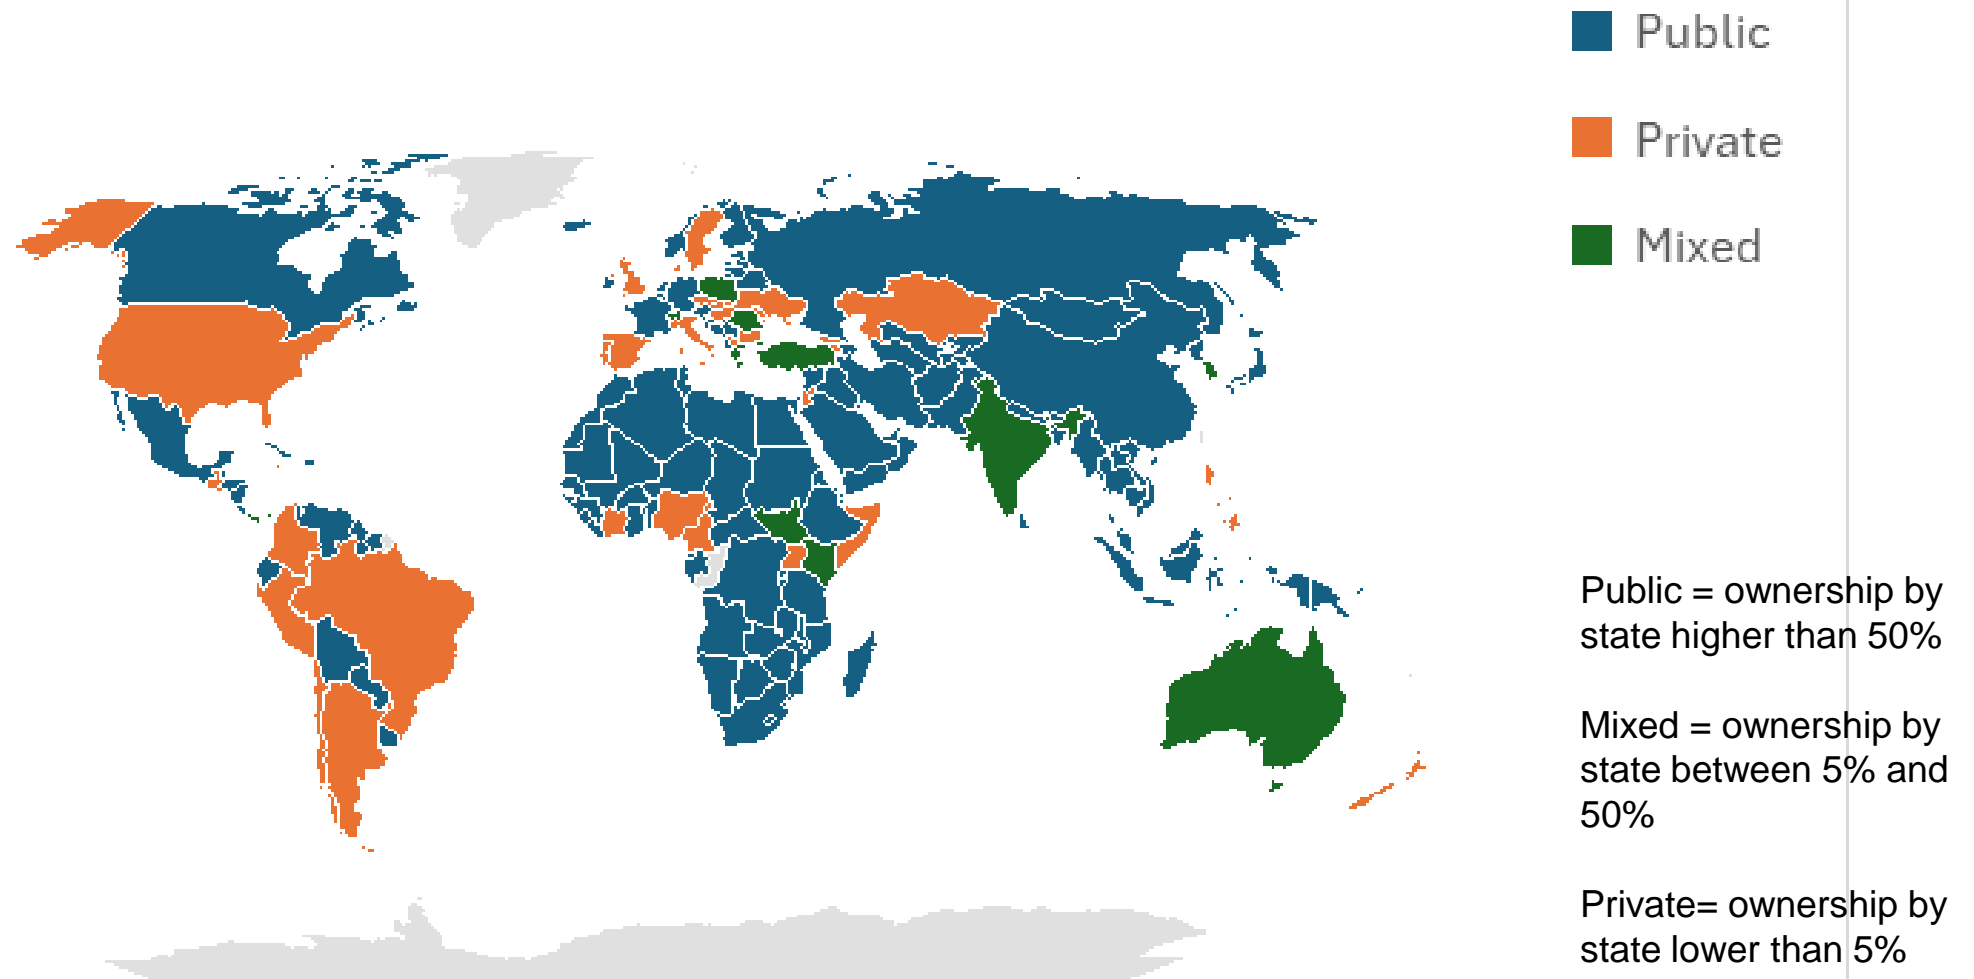 Public
Private
Mixed
Public = ownership by
state higher than 50%
Mixed = ownership by
state between 5% and
50%
Private= ownership by
state lower than 5%